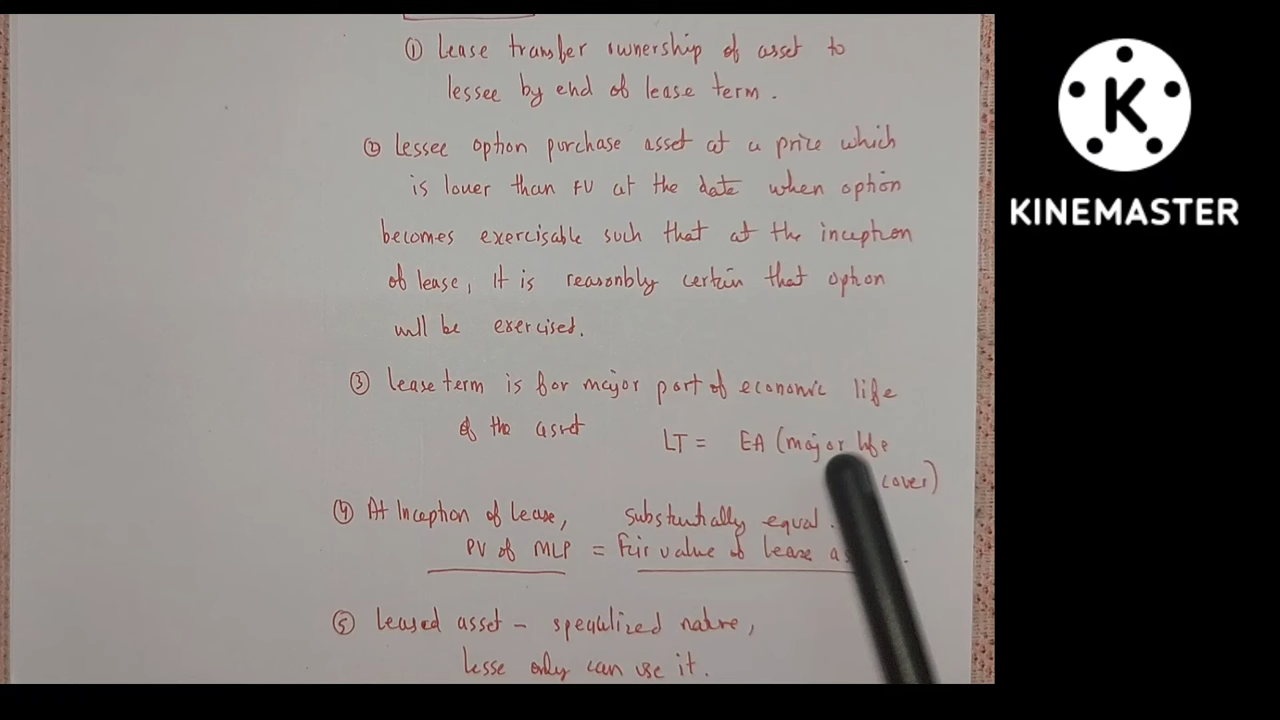 ① Lease transfer ownership of asset to
lessee by end of lease term.
② Lessee option purchase asset at a price which
is lower than FV at the date when option
becomes exercisable such that at the inception
of lease, It is reasonbly certain that option
will be exercised.
③ Lease term is for major part of economic life
of the asset
LT = EA (major life
cover)
④ At Inception of Lease, substantially equal.
PV of MLP = Fair value of lease
⑤ Leased asset - specialized nature,
lesse only can use it.
K
KINEMASTER